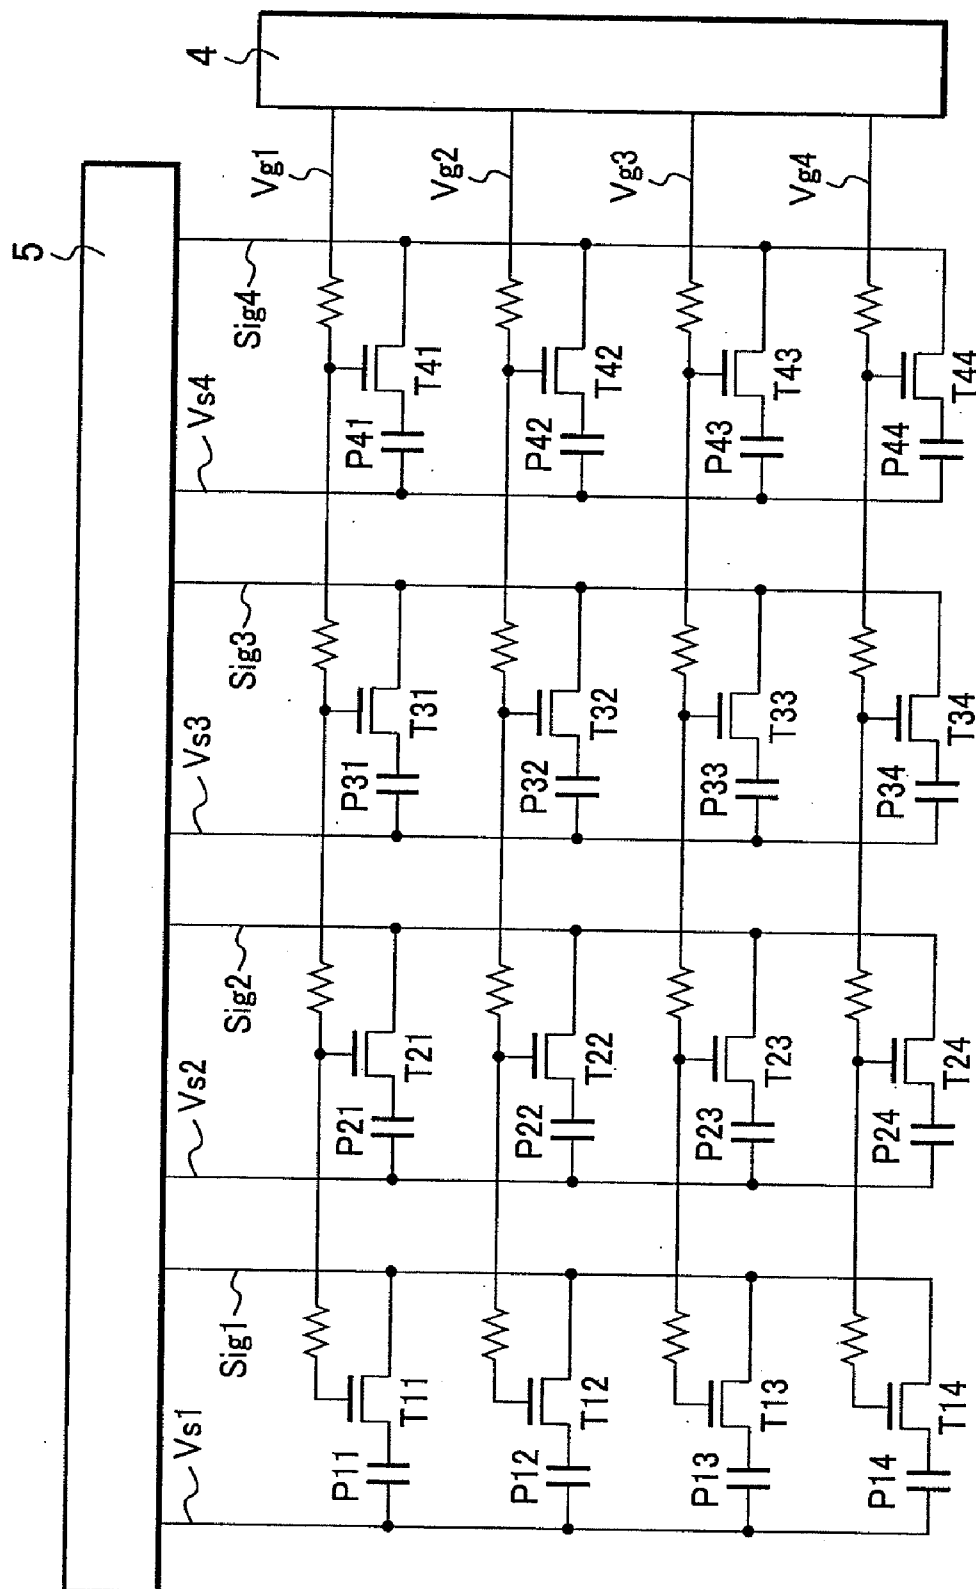 4
5
Vg1
Vg2
Vg3
Vg4
Sig4
Vs4
P41
T41
P42
T42
P43
T43
P44
T44
Sig3
Vs3
P31
T31
P32
T32
P33
T33
P34
T34
Sig2
Vs2
P21
T21
P22
T22
P23
T23
P24
T24
Sig1
Vs1
P11
T11
P12
T12
P13
T13
P14
T14